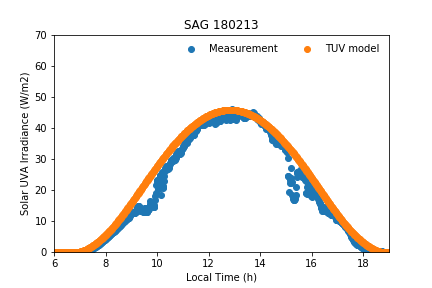 SAG 180213
Measurement TUV model
Solar UVA Irradiance (W/m2)
70
60
50
40
30
20
10
0
6 8 10 12 14 16 18
Local Time (h)